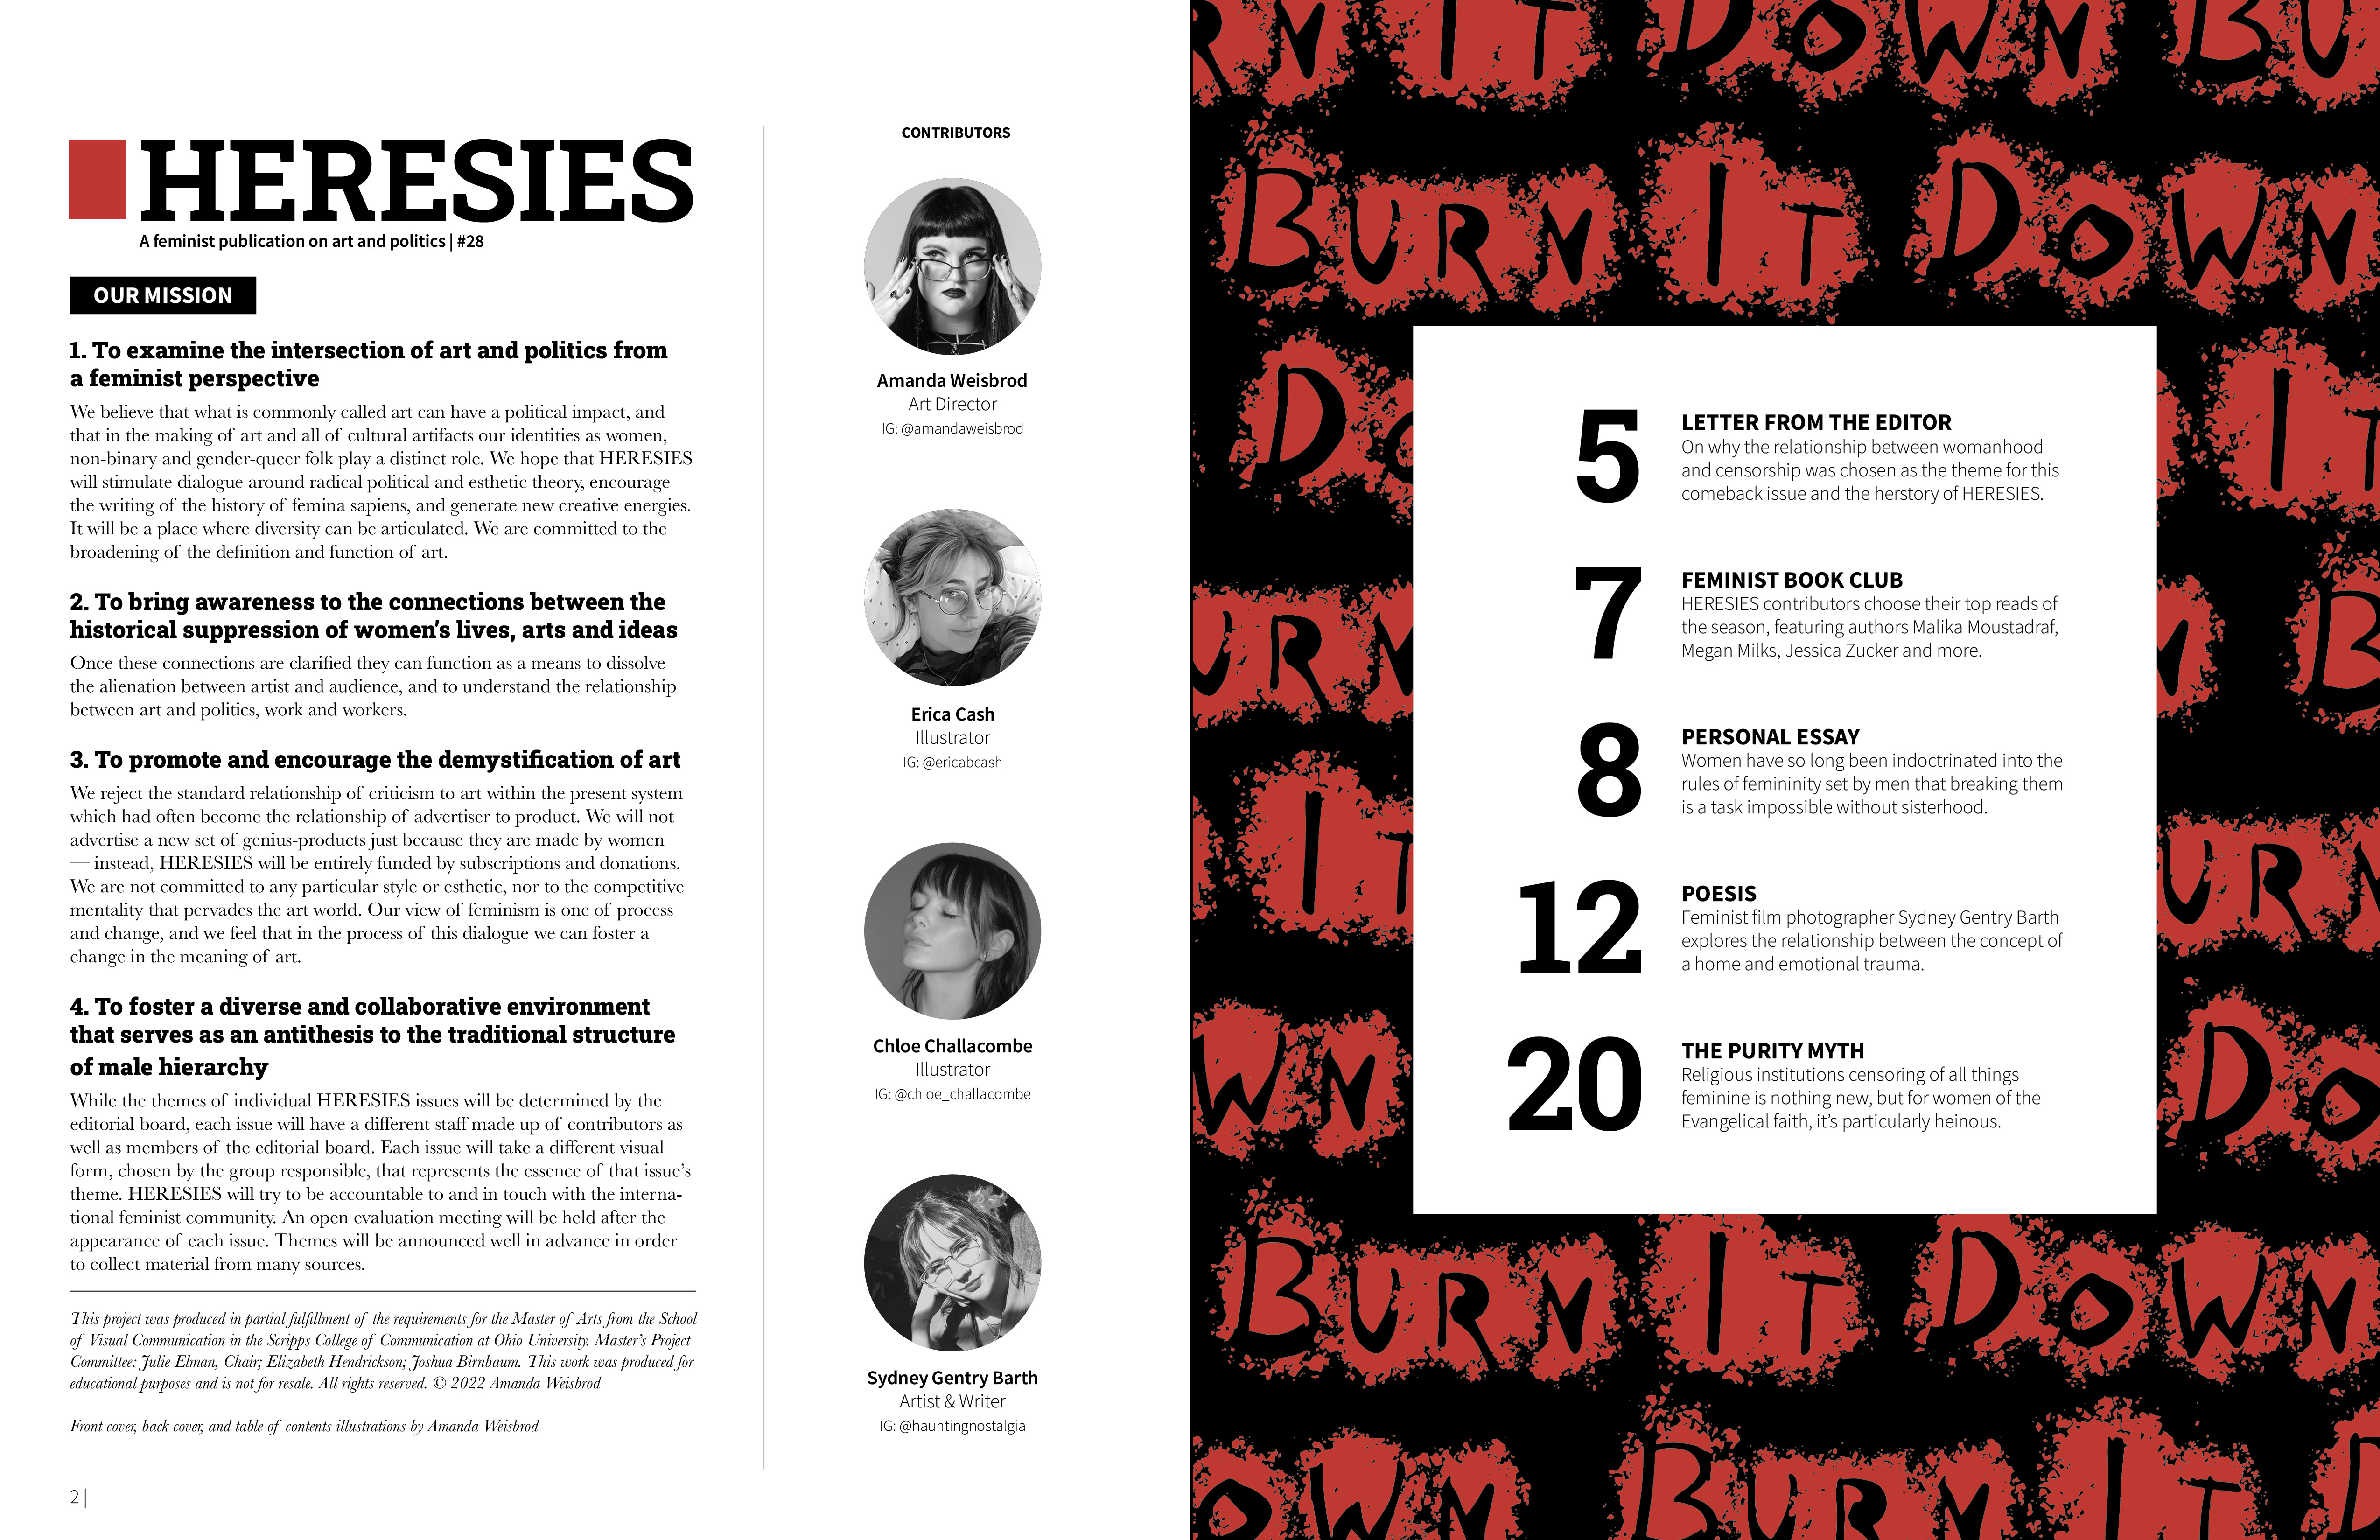 HERESIES
A feminist publication on art and politics | #28
OUR MISSION
1. To examine the intersection of art and politics from
a feminist perspective
We believe that what is commonly called art can have a political impact, and
that in the making of art and all of cultural artifacts our identities as women,
non-binary and gender-queer folk play a distinct role. We hope that HERESIES
will stimulate dialogue around radical political and esthetic theory, encourage
the writing of the history of femina sapiens, and generate new creative energies.
It will be a place where diversity can be articulated. We are committed to the
broadening of the definition and function of art.
2. To bring awareness to the connections between the
historical suppression of women’s lives, arts and ideas
Once these connections are clarified they can function as a means to dissolve
the alienation between artist and audience, and to understand the relationship
between art and politics, work and workers.
3. To promote and encourage the demystification of art
We reject the standard relationship of criticism to art within the present system
which had often become the relationship of advertiser to product. We will not
advertise a new set of genius-products just because they are made by women
— instead, HERESIES will be entirely funded by subscriptions and donations.
We are not committed to any particular style or esthetic, nor to the competitive
mentality that pervades the art world. Our view of feminism is one of process
and change, and we feel that in the process of this dialogue we can foster a
change in the meaning of art.
4. To foster a diverse and collaborative environment
that serves as an antithesis to the traditional structure
of male hierarchy
While the themes of individual HERESIES issues will be determined by the
editorial board, each issue will have a different staff made up of contributors as
well as members of the editorial board. Each issue will take a different visual
form, chosen by the group responsible, that represents the essence of that issue’s
theme. HERESIES will try to be accountable to and in touch with the interna-
tional feminist community. An open evaluation meeting will be held after the
appearance of each issue. Themes will be announced well in advance in order
to collect material from many sources.
This project was produced in partial fulfillment of the requirements for the Master of Arts from the School
of Visual Communication in the Scripps College of Communication at Ohio University. Master’s Project
Committee: Julie Elman, Chair; Elizabeth Hendrickson; Joshua Birnbaum. This work was produced for
educational purposes and is not for resale. All rights reserved. © 2022 Amanda Weisbrod
Front cover, back cover, and table of contents illustrations by Amanda Weisbrod
2 |
CONTRIBUTORS
Amanda Weisbrod
Art Director
IG: @amandaweisbrod
Erica Cash
Illustrator
IG: @ericabcash
Chloe Challacombe
Illustrator
IG: @chloe_challacombe
Sydney Gentry Barth
Artist & Writer
IG: @hauntingnostalgia
RN IT DOWN BU
BURN IT DOWN
DO IT
URN B
IT URN
WN DO
BURN IT DOWN
OWN BURN IT D
5 LETTER FROM THE EDITOR
On why the relationship between womanhood
and censorship was chosen as the theme for this
comeback issue and the herstory of HERESIES.
7 FEMINIST BOOK CLUB
HERESIES contributors choose their top reads of
the season, featuring authors Malika Moustadraf,
Megan Milks, Jessica Zucker and more.
8 PERSONAL ESSAY
Women have so long been indoctrinated into the
rules of femininity set by men that breaking them
is a task impossible without sisterhood.
12 POESIS
Feminist film photographer Sydney Gentry Barth
explores the relationship between the concept of
a home and emotional trauma.
20 THE PURITY MYTH
Religious institutions censoring of all things
feminine is nothing new, but for women of the
Evangelical faith, it’s particularly heinous.